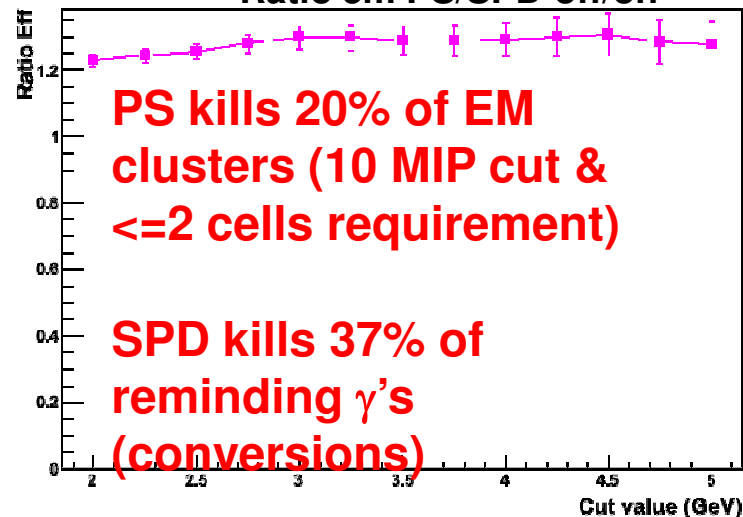 Ratio Eff
1.2
1
0.8
0.6
0.4
0.2
0
PS kills 20% of EM
clusters (10 MIP cut &
<=2 cells requirement)
SPD kills 37% of
reminding γ's
(conversions)
2 2.5 3 3.5 4 4.5 5
Cut value (GeV)